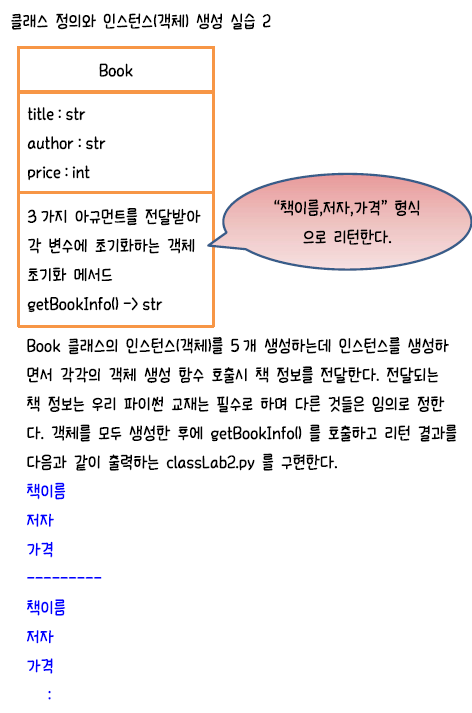 클래스 정의와 인스턴스(객체) 생성 실습 2
Book
title : str
author : str
price : int
3가지 아규먼트를 전달받아
각 변수에 초기화하는 객체
초기화 메서드
getBookInfo() -> str
“책이름,저자,가격” 형식
으로 리턴한다.
Book 클래스의 인스턴스(객체)를 5개 생성하는데 인스턴스를 생성하
면서 각각의 객체 생성 함수 호출시 책 정보를 전달한다. 전달되는
책 정보는 우리 파이썬 교재는 필수로 하며 다른 것들은 임의로 정한
다. 객체를 모두 생성한 후에 getBookInfo() 를 호출하고 리턴 결과를
다음과 같이 출력하는 classLab2.py 를 구현한다.
책이름
저자
가격
---------
책이름
저자
가격
: